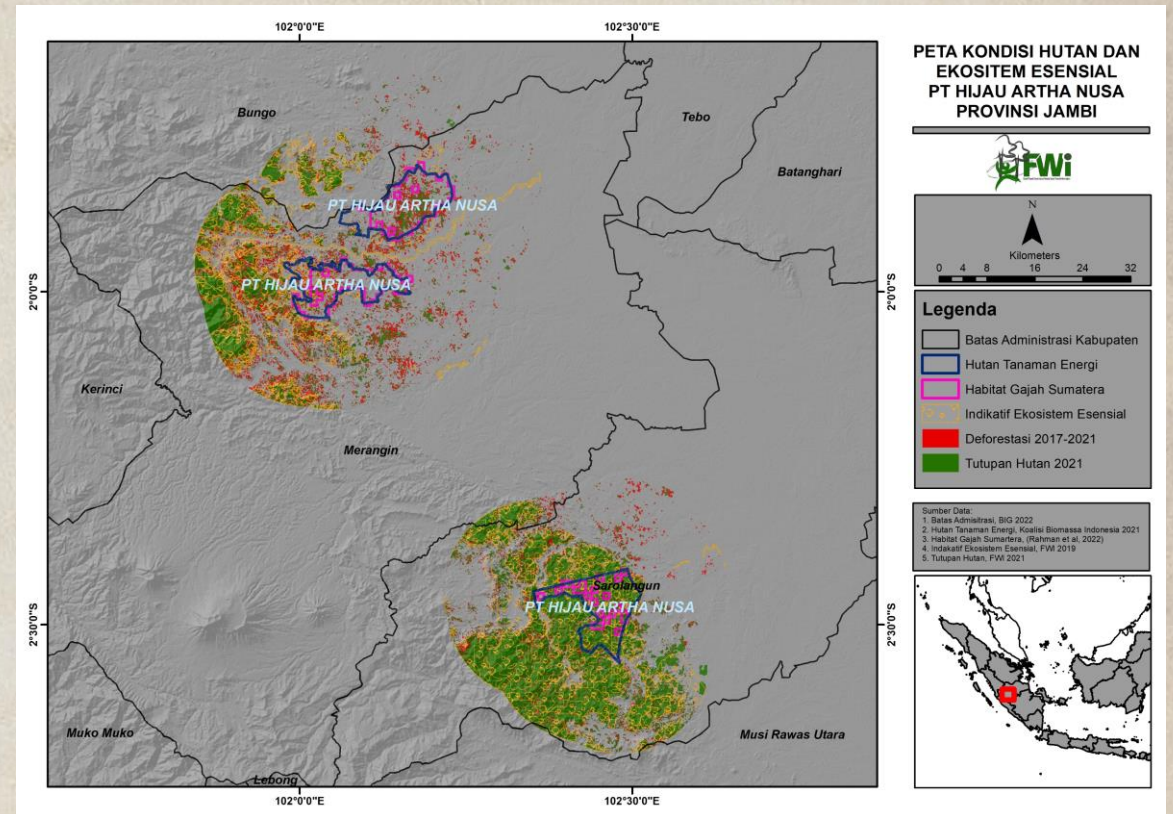 PETA KONDISI HUTAN DAN
EKOSITEM ESENSIAL
PT HIJAU ARTHA NUSA
PROVINSI JAMBI
FWi
N
Kilometers
0 4 8 16 24 32
Legenda
Batas Administrasi Kabupaten
Hutan Tanaman Energi
Habitat Gajah Sumatera
Indikatif Ekosistem Esensial
Deforestasi 2017-2021
Tutupan Hutan 2021
Sumber Data:
1. Batas Admisitrasi, BIG 2022
2. Hutan Tanaman Energi, Koalisi Biomassa Indonesia 2021
3. Habitat Gajah Sumartera, (Rahman et al, 2022)
4. Indakatif Ekosistem Esensial, FWI 2019
5. Tutupan Hutan, FWI 2021
102°0'0"E 102°30'0"E
Bungo
Tebo
Batanghari
PT HIJAU ARTHA NUSA
2°0'0"S 2°0'0"S
PT HIJAU ARTHA NUSA
Kerinci
Merangin
Sarolangun
PT HIJAU ARTHA NUSA
2°30'0"S 2°30'0"S
Muko Muko
Musi Rawas Utara
Lebong
102°0'0"E 102°30'0"E